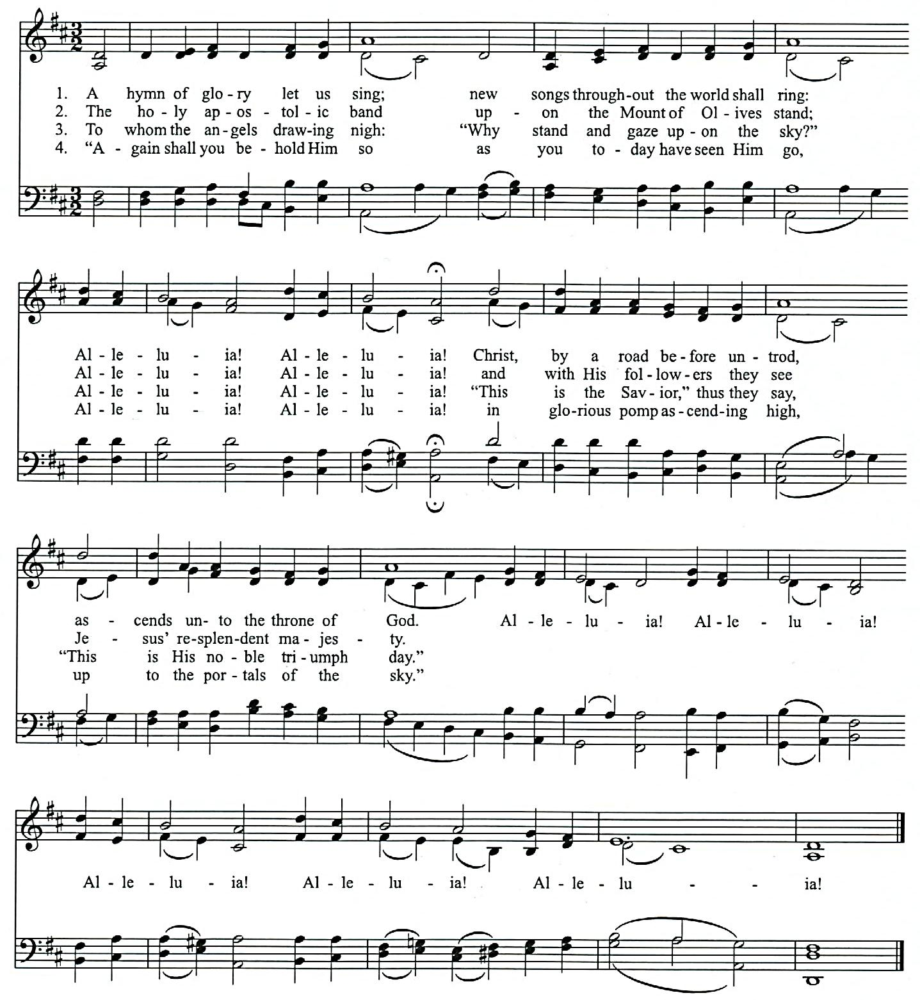 1. A hymn of glo - ry let us sing; new songs through-out the world shall ring:
2. The ho - ly ap - os - tol - ic band up - on the Mount of Ol - ives stand;
3. To whom the an - gels draw-ing nigh: “Why stand and gaze up - on the sky?”
4. “A - gain shall you be - hold Him so as you to - day have seen Him go,
Al - le - lu - ia! Al - le - lu - ia! Christ, by a road be - fore un - trod,
Al - le - lu - ia! Al - le - lu - ia! and with His fol - low - ers they see
Al - le - lu - ia! Al - le - lu - ia! “This is the Sav - ior,” thus they say,
Al - le - lu - ia! Al - le - lu - ia! in glo-rious pomp as - cend-ing high,
as - cends un- to the throne of God. Al - le - lu - ia! Al - le - lu - ia!
Je - sus’ re-splen-dent ma - jes - ty.
“This is His no - ble tri - umph day.”
up to the por - tals of the sky.”
Al - le - lu - ia! Al - le - lu - ia! Al - le - lu - - ia!